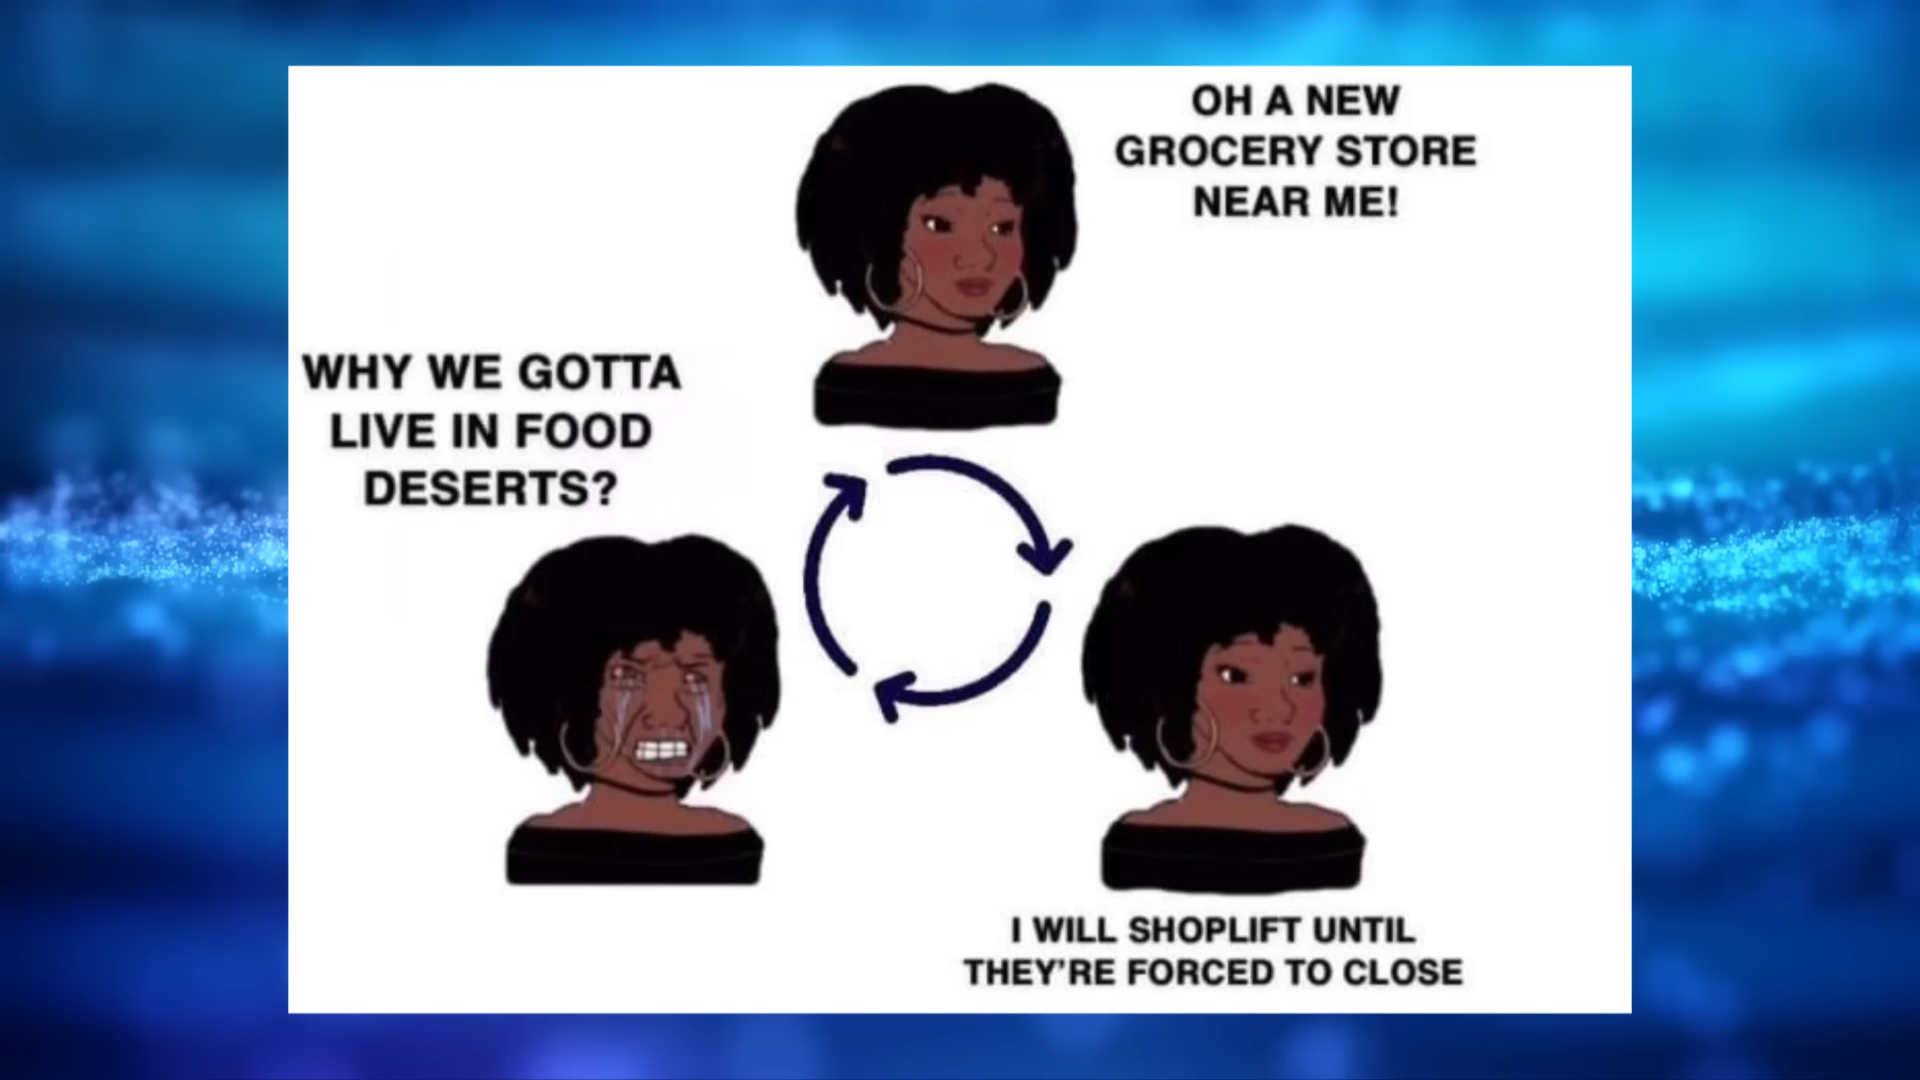 OH A NEW
GROCERY STORE
NEAR ME!
WHY WE GOTTA
LIVE IN FOOD
DESERTS?
I WILL SHOPLIFT UNTIL
THEY'RE FORCED TO CLOSE